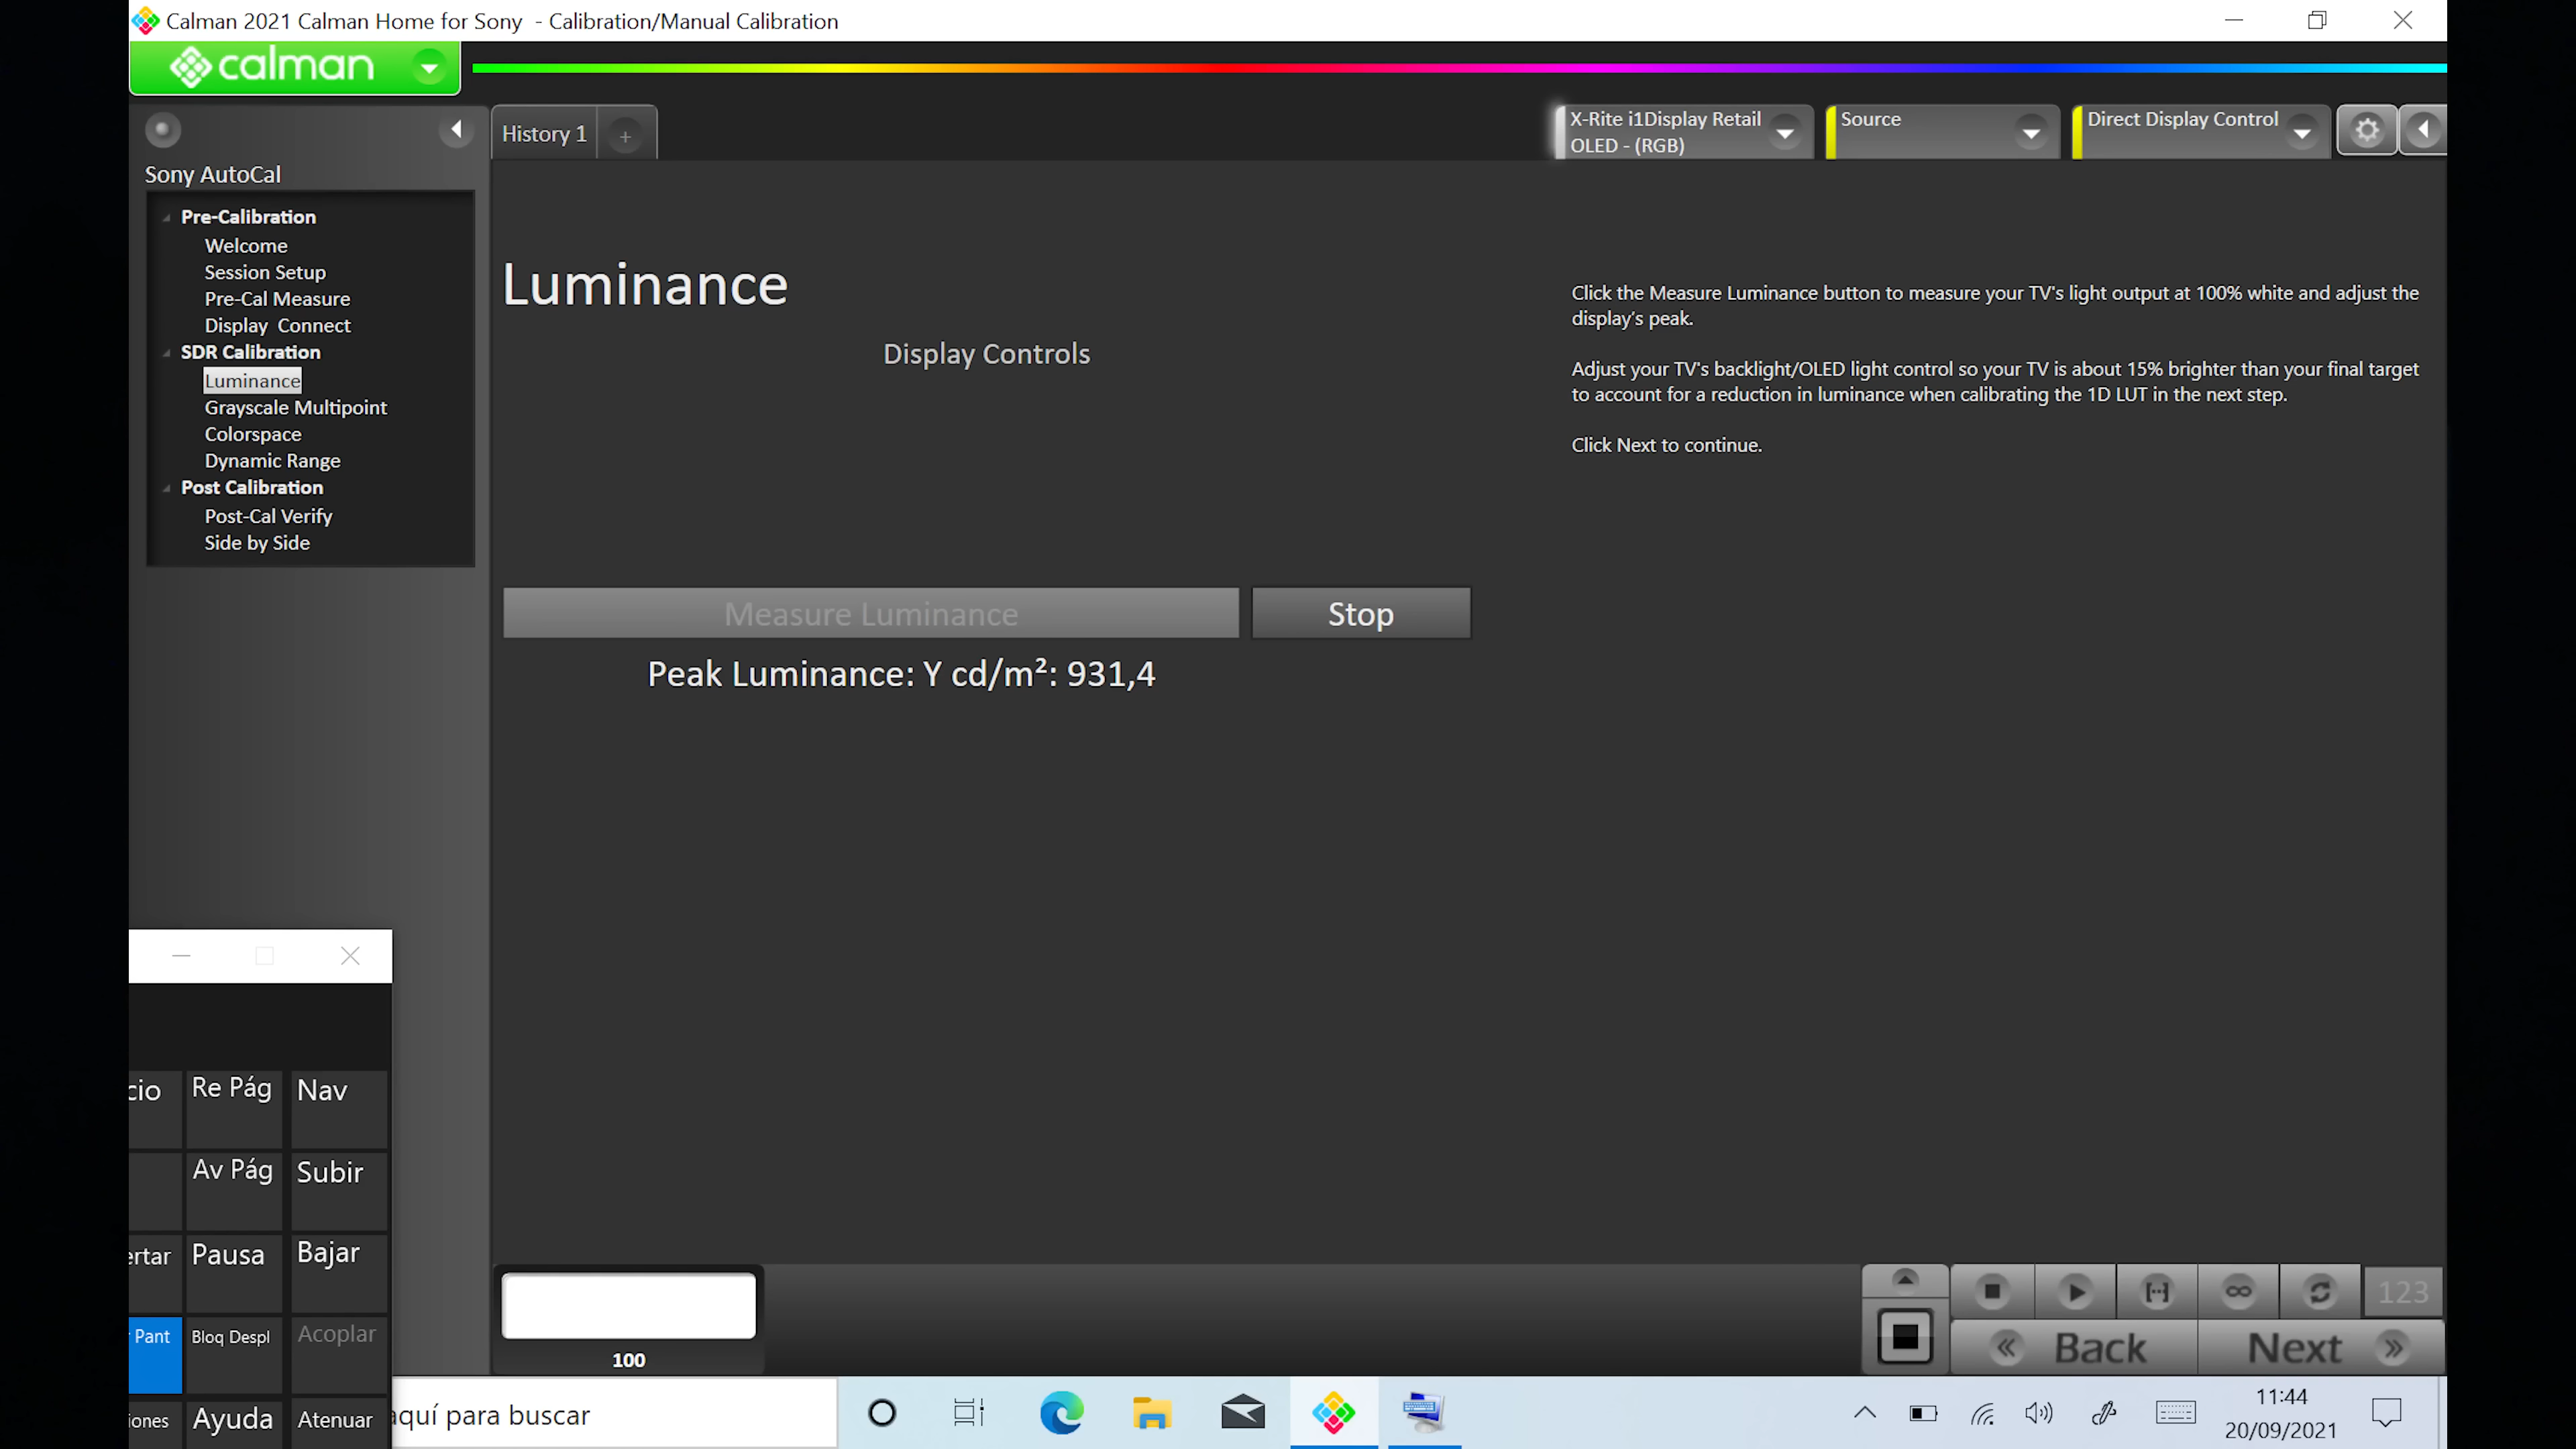 Calman 2021 Calman Home for Sony - Calibration/Manual Calibration
calman
History 1
+
X-Rite i1Display Retail
OLED - (RGB)
Source
Direct Display Control
Sony AutoCal
Pre-Calibration
Welcome
Session Setup
Pre-Cal Measure
Display Connect
SDR Calibration
Luminance
Grayscale Multipoint
Colorspace
Dynamic Range
Post Calibration
Post-Cal Verify
Side by Side
Luminance
Display Controls
Click the Measure Luminance button to measure your TV's light output at 100% white and adjust the
display's peak.
Adjust your TV's backlight/OLED light control so your TV is about 15% brighter than your final target
to account for a reduction in luminance when calibrating the 1D LUT in the next step.
Click Next to continue.
Measure Luminance
Stop
Peak Luminance: Y cd/m²: 931,4
cio Re Pág Nav
Av Pág Subir
ertar Pausa Bajar
Pant Bloq Despl Acoplar
iones Ayuda Atenuar
100
123
Back
Next
aquí para buscar
11:44
20/09/2021